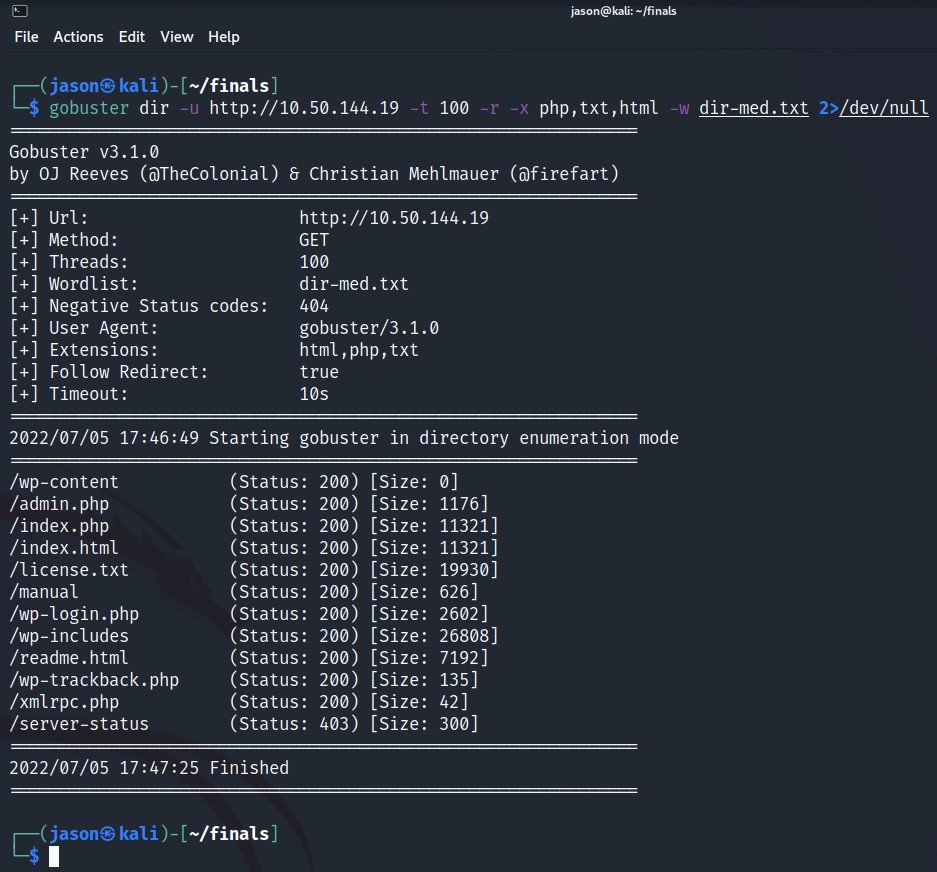 jason@kali: ~/finals
File Actions Edit View Help
┌──(jason㉿kali)-[~/finals]
└─$ gobuster dir -u http://10.50.144.19 -t 100 -r -x php,txt,html -w dir-med.txt 2>/dev/null
===============================================================
Gobuster v3.1.0
by OJ Reeves (@TheColonial) & Christian Mehlmauer (@firefart)
===============================================================
[+] Url:                     http://10.50.144.19
[+] Method:                  GET
[+] Threads:                 100
[+] Wordlist:                dir-med.txt
[+] Negative Status codes:   404
[+] User Agent:              gobuster/3.1.0
[+] Extensions:              html,php,txt
[+] Follow Redirect:         true
[+] Timeout:                 10s
===============================================================
2022/07/05 17:46:49 Starting gobuster in directory enumeration mode
===============================================================
/wp-content           (Status: 200) [Size: 0]
/admin.php            (Status: 200) [Size: 1176]
/index.php            (Status: 200) [Size: 11321]
/index.html           (Status: 200) [Size: 11321]
/license.txt          (Status: 200) [Size: 19930]
/manual               (Status: 200) [Size: 626]
/wp-login.php         (Status: 200) [Size: 2602]
/wp-includes          (Status: 200) [Size: 26808]
/readme.html          (Status: 200) [Size: 7192]
/wp-trackback.php     (Status: 200) [Size: 135]
/xmlrpc.php           (Status: 200) [Size: 42]
/server-status        (Status: 403) [Size: 300]
===============================================================
2022/07/05 17:47:25 Finished
===============================================================
┌──(jason㉿kali)-[~/finals]
└─$